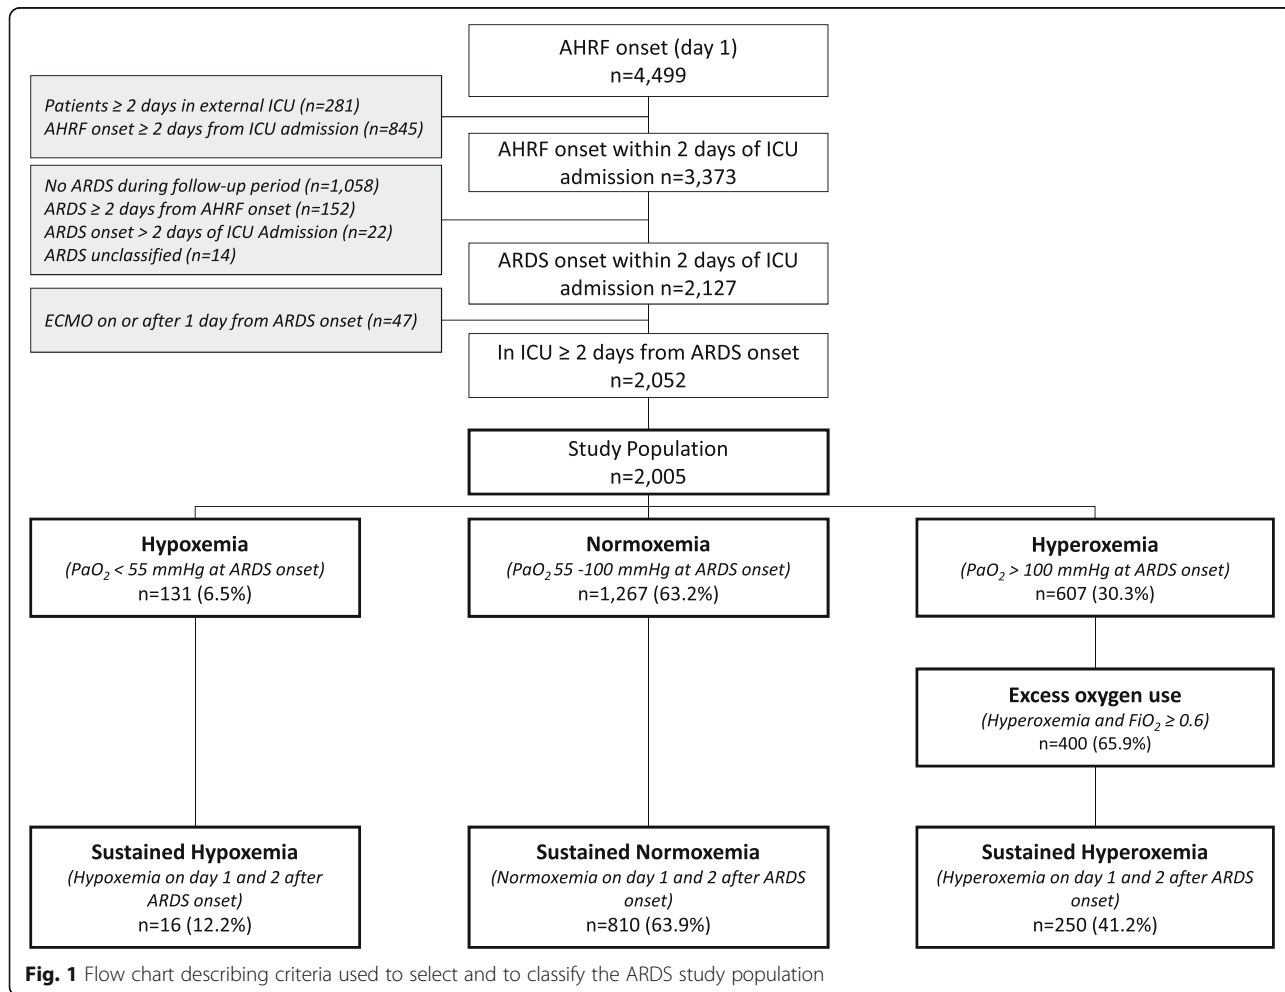 AHRF onset (day 1)
n=4,499
Patients ≥ 2 days in external ICU (n=281)
AHRF onset ≥ 2 days from ICU admission (n=845)
AHRF onset within 2 days of ICU
admission n=3,373
No ARDS during follow-up period (n=1,058)
ARDS ≥ 2 days from AHRF onset (n=152)
ARDS onset > 2 days of ICU Admission (n=22)
ARDS unclassified (n=14)
ARDS onset within 2 days of ICU
admission n=2,127
ECMO on or after 1 day from ARDS onset (n=47)
In ICU ≥ 2 days from ARDS onset
n=2,052
Study Population
n=2,005
Hypoxemia
(PaO₂ < 55 mmHg at ARDS onset)
n=131 (6.5%)
Normoxemia
(PaO₂ 55 -100 mmHg at ARDS onset)
n=1,267 (63.2%)
Hyperoxemia
(PaO₂ > 100 mmHg at ARDS onset)
n=607 (30.3%)
Excess oxygen use
(Hyperoxemia and FiO₂ ≥ 0.6)
n=400 (65.9%)
Sustained Hypoxemia
(Hypoxemia on day 1 and 2 after
ARDS onset)
n=16 (12.2%)
Sustained Normoxemia
(Normoxemia on day 1 and 2 after ARDS
onset)
n=810 (63.9%)
Sustained Hyperoxemia
(Hyperoxemia on day 1 and 2 after ARDS
onset)
n=250 (41.2%)
Fig. 1 Flow chart describing criteria used to select and to classify the ARDS study population